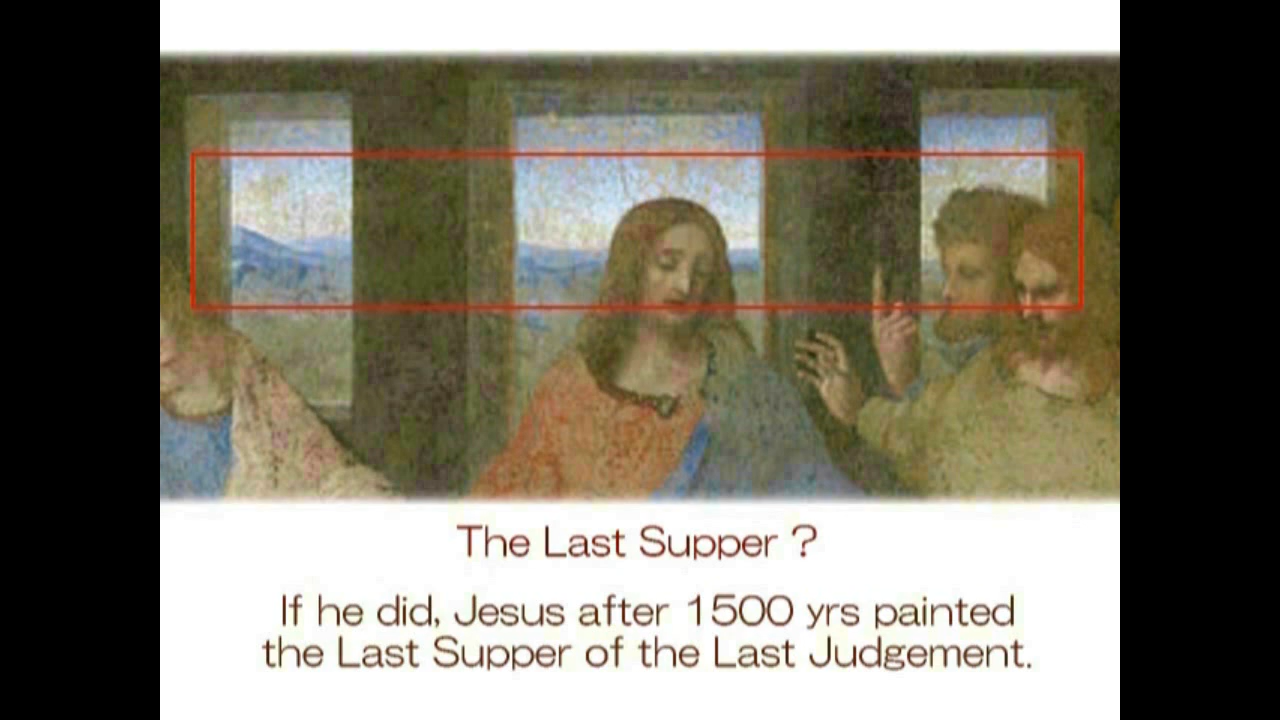 The Last Supper ?
If he did, Jesus after 1500 yrs painted
the Last Supper of the Last Judgement.